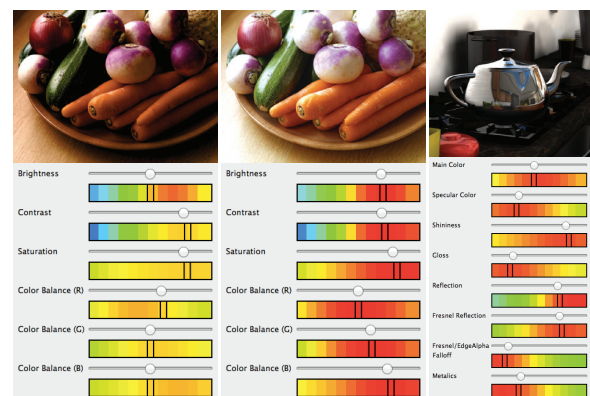 Brightness
Contrast
Saturation
Color Balance (R)
Color Balance (G)
Color Balance (B)
Brightness
Contrast
Saturation
Color Balance (R)
Color Balance (G)
Color Balance (B)
Main Color
Specular Color
Shininess
Gloss
Reflection
Fresnel Reflection
Fresnel/EdgeAlpha
Falloff
Metalics